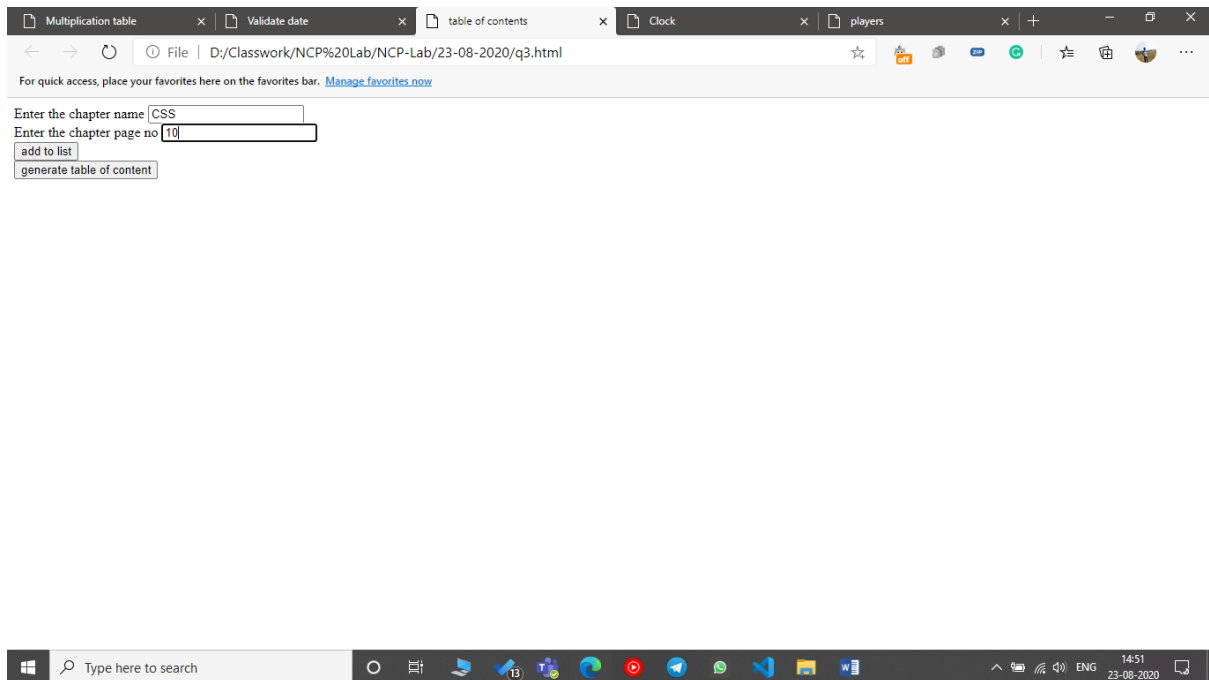 Multiplication table
Validate date
table of contents
Clock
players
File
D:/Classwork/NCP%20Lab/NCP-Lab/23-08-2020/q3.html
off
ZIP
For quick access, place your favorites here on the favorites bar. Manage favorites now
Enter the chapter name CSS
Enter the chapter page no 10
add to list
generate table of content
Type here to search
13
ENG
14:51
23-08-2020